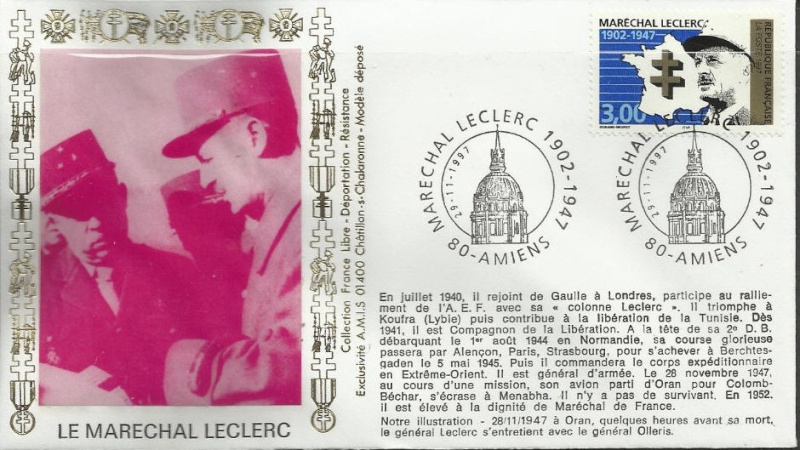 MARÉCHAL LECLERC
1902-1947
3,00
RÉPUBLIQUE FRANÇAISE
LA POSTE 1997
MARECHAL LECLERC 1902-1947
29-11-1997
80-AMIENS
MARECHAL LECLERC 1902-1947
29-11-1997
80-AMIENS
Collection France Libre - Déportation - Résistance
Exclusivité A.M.I.S 01400 Châtillon-s-Chalaronne - Modèle déposé
En juillet 1940, il rejoint de Gaulle à Londres, participe au rallie-
ment de l'A.E.F. avec sa « colonne Leclerc ». Il triomphe à
Koufra (Lybie) puis contribue à la libération de la Tunisie. Dès
1941, il est Compagnon de la Libération. A la tête de sa 2e D.B.
débarquant le 1er août 1944 en Normandie, sa course glorieuse
passera par Alençon, Paris, Strasbourg, pour s'achever à Berchtes-
gaden le 5 mai 1945. Puis il commandera le corps expéditionnaire
en Extrême-Orient. Il est général d'armée. Le 28 novembre 1947,
au cours d'une mission, son avion parti d'Oran pour Colomb-
Béchar, s'écrase à Menabha. Il n'y a pas de survivant. En 1952,
il est élevé à la dignité de Maréchal de France.
Notre illustration - 28/11/1947 à Oran, quelques heures avant sa mort,
le général Leclerc s'entretient avec le général Olleris.
LE MARECHAL LECLERC